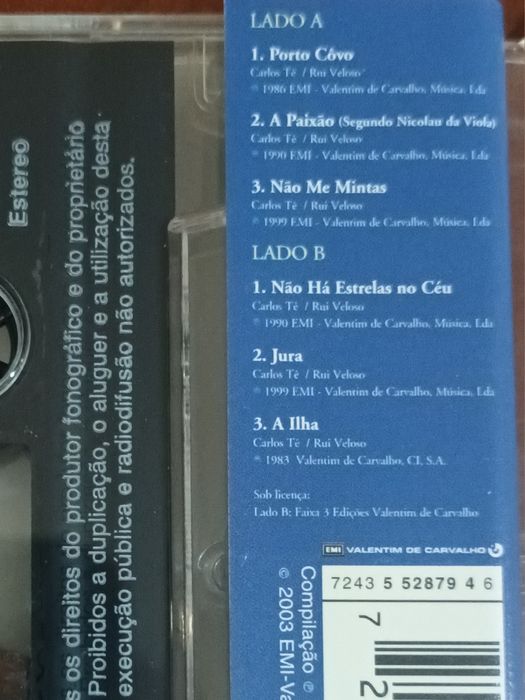 LADO A
1. Porto Côvo
Carlos Tê / Rui Veloso
℗ 1986 EMI - Valentim de Carvalho, Música, Lda
2. A Paixão (Segundo Nicolau da Viola)
Carlos Tê / Rui Veloso
℗ 1990 EMI - Valentim de Carvalho, Música, Lda
3. Não Me Mintas
Carlos Tê / Rui Veloso
℗ 1999 EMI - Valentim de Carvalho, Música, Lda
LADO B
1. Não Há Estrelas no Céu
Carlos Tê / Rui Veloso
℗ 1990 EMI - Valentim de Carvalho, Música, Lda
2. Jura
Carlos Tê / Rui Veloso
℗ 1999 EMI - Valentim de Carvalho, Música, Lda
3. A Ilha
Carlos Tê / Rui Veloso
℗ 1983 Valentim de Carvalho, CI, S.A.
Sob licença:
Lado B: Faixa 3 Edições Valentim de Carvalho
EMI VALENTIM DE CARVALHO
7243 5 52879 4 6
7
2
Compilação ℗
© 2003 EMI-Va
Estereo
s os direitos do produtor fonográfico e do proprietário
Proibidos a duplicação, o aluguer e a utilização desta
execução pública e radiodifusão não autorizados.